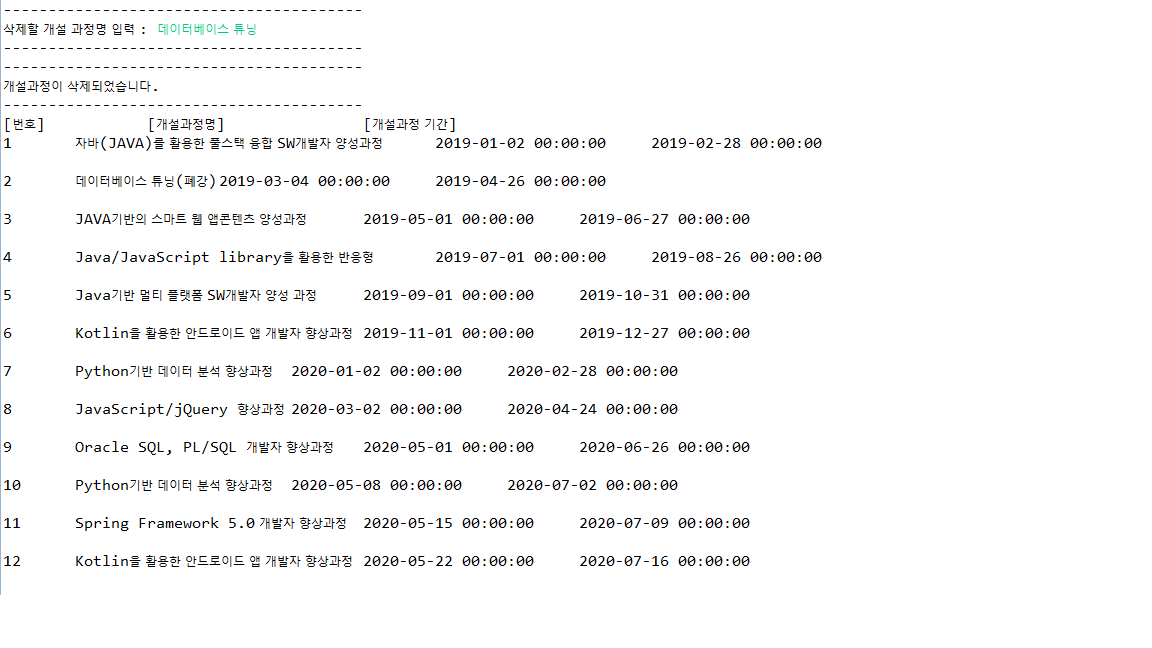 ----------------------------------------
삭제할 개설 과정명 입력 : 데이터베이스 튜닝
----------------------------------------
----------------------------------------
개설과정이 삭제되었습니다.
----------------------------------------
[번호] [개설과정명] [개설과정 기간]
1 자바(JAVA)를 활용한 풀스택 융합 SW개발자 양성과정 2019-01-02 00:00:00 2019-02-28 00:00:00
2 데이터베이스 튜닝(폐강) 2019-03-04 00:00:00 2019-04-26 00:00:00
3 JAVA기반의 스마트 웹 앱콘텐츠 양성과정 2019-05-01 00:00:00 2019-06-27 00:00:00
4 Java/JavaScript library을 활용한 반응형 2019-07-01 00:00:00 2019-08-26 00:00:00
5 Java기반 멀티 플랫폼 SW개발자 양성 과정 2019-09-01 00:00:00 2019-10-31 00:00:00
6 Kotlin을 활용한 안드로이드 앱 개발자 향상과정 2019-11-01 00:00:00 2019-12-27 00:00:00
7 Python기반 데이터 분석 향상과정 2020-01-02 00:00:00 2020-02-28 00:00:00
8 JavaScript/jQuery 향상과정 2020-03-02 00:00:00 2020-04-24 00:00:00
9 Oracle SQL, PL/SQL 개발자 향상과정 2020-05-01 00:00:00 2020-06-26 00:00:00
10 Python기반 데이터 분석 향상과정 2020-05-08 00:00:00 2020-07-02 00:00:00
11 Spring Framework 5.0 개발자 향상과정 2020-05-15 00:00:00 2020-07-09 00:00:00
12 Kotlin을 활용한 안드로이드 앱 개발자 향상과정 2020-05-22 00:00:00 2020-07-16 00:00:00